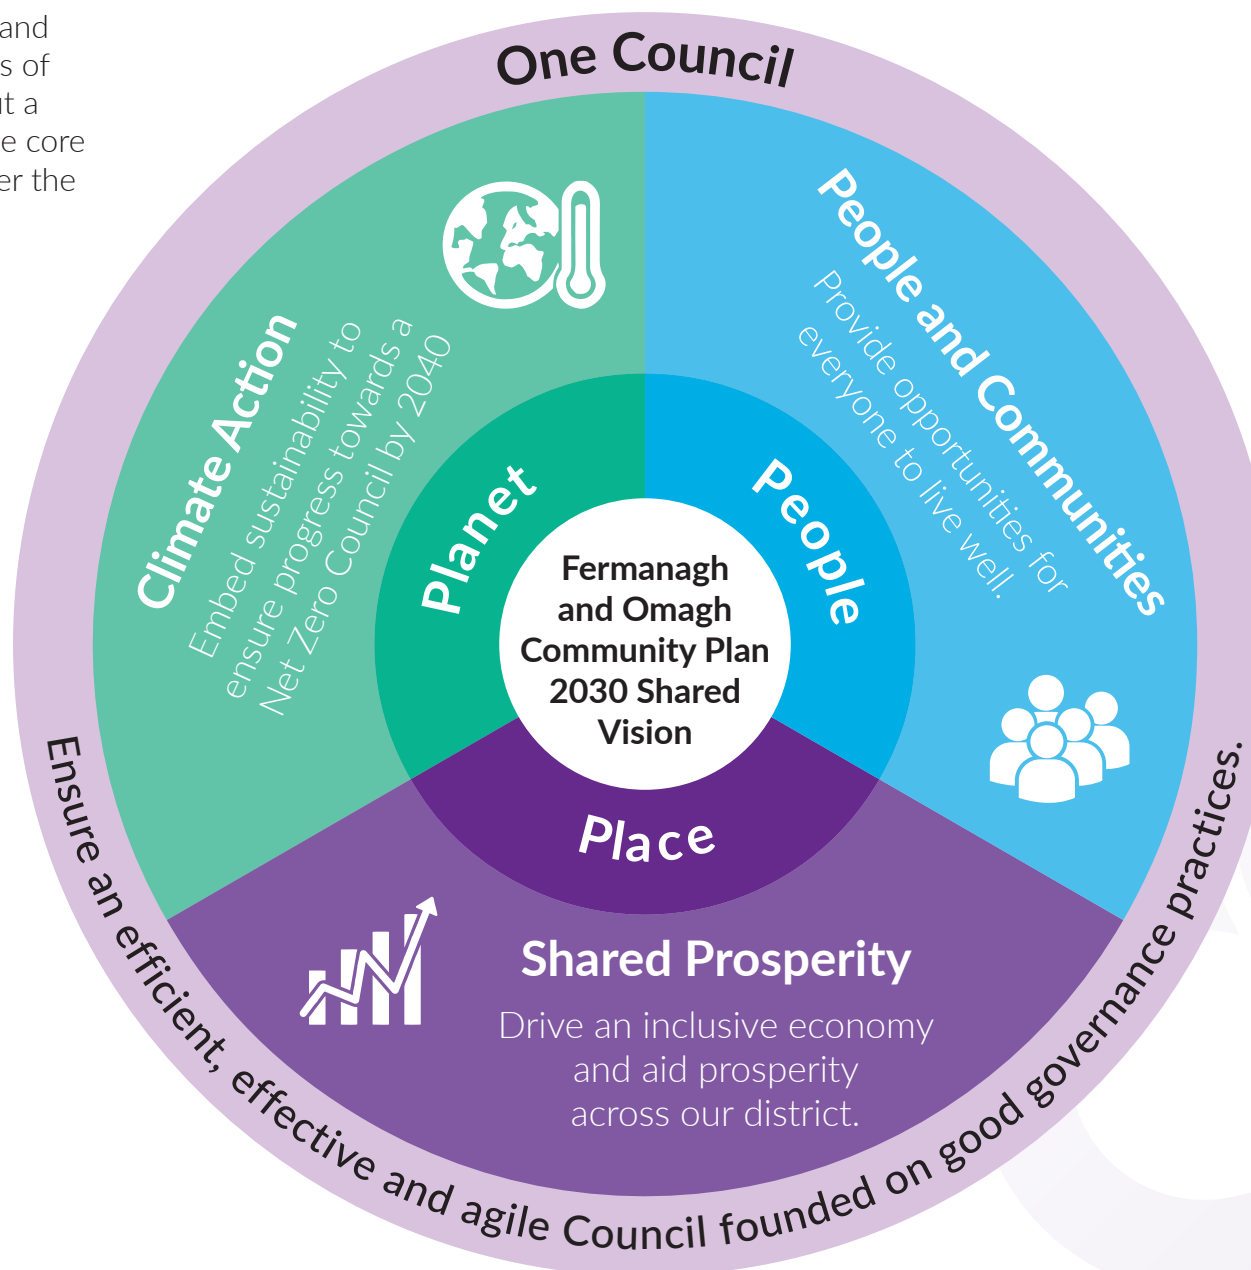 and
s of
ut a
e core
er the
One Council
Climate Action
Embed sustainability to
ensure progress towards a
Net Zero Council by 2040
People and Communities
Provide opportunities for
everyone to live well.
Planet
People
Fermanagh
and Omagh
Community Plan
2030 Shared
Vision
Place
Shared Prosperity
Drive an inclusive economy
and aid prosperity
across our district.
Ensure an efficient, effective and agile Council founded on good governance practices.